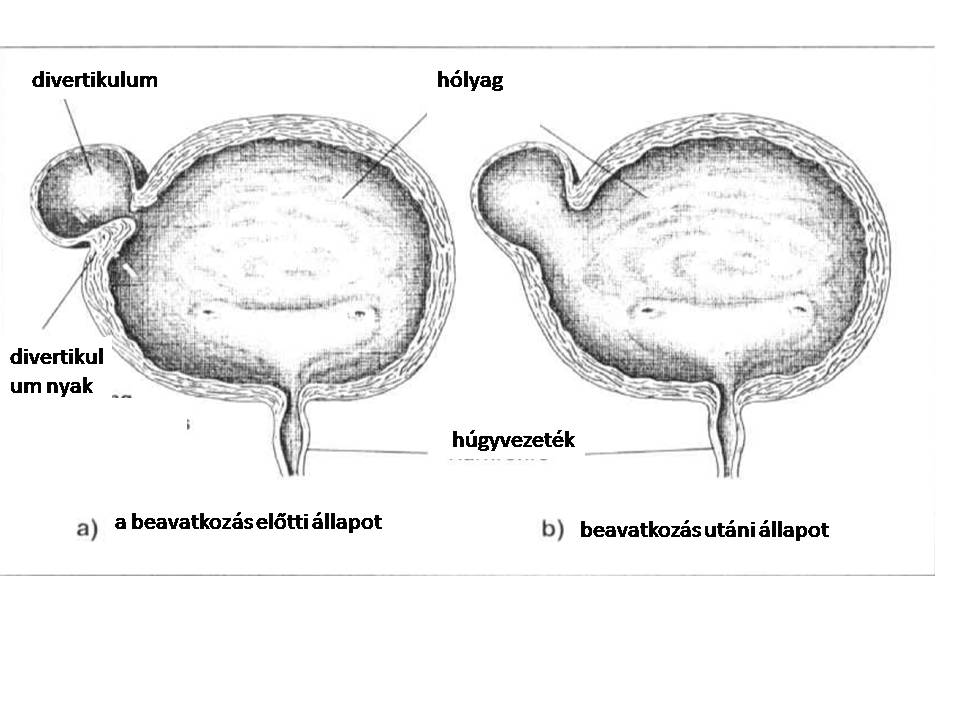 divertikulum
hólyag
divertikul
um nyak
húgyvezeték
a) a beavatkozás előtti állapot
b) beavatkozás utáni állapot